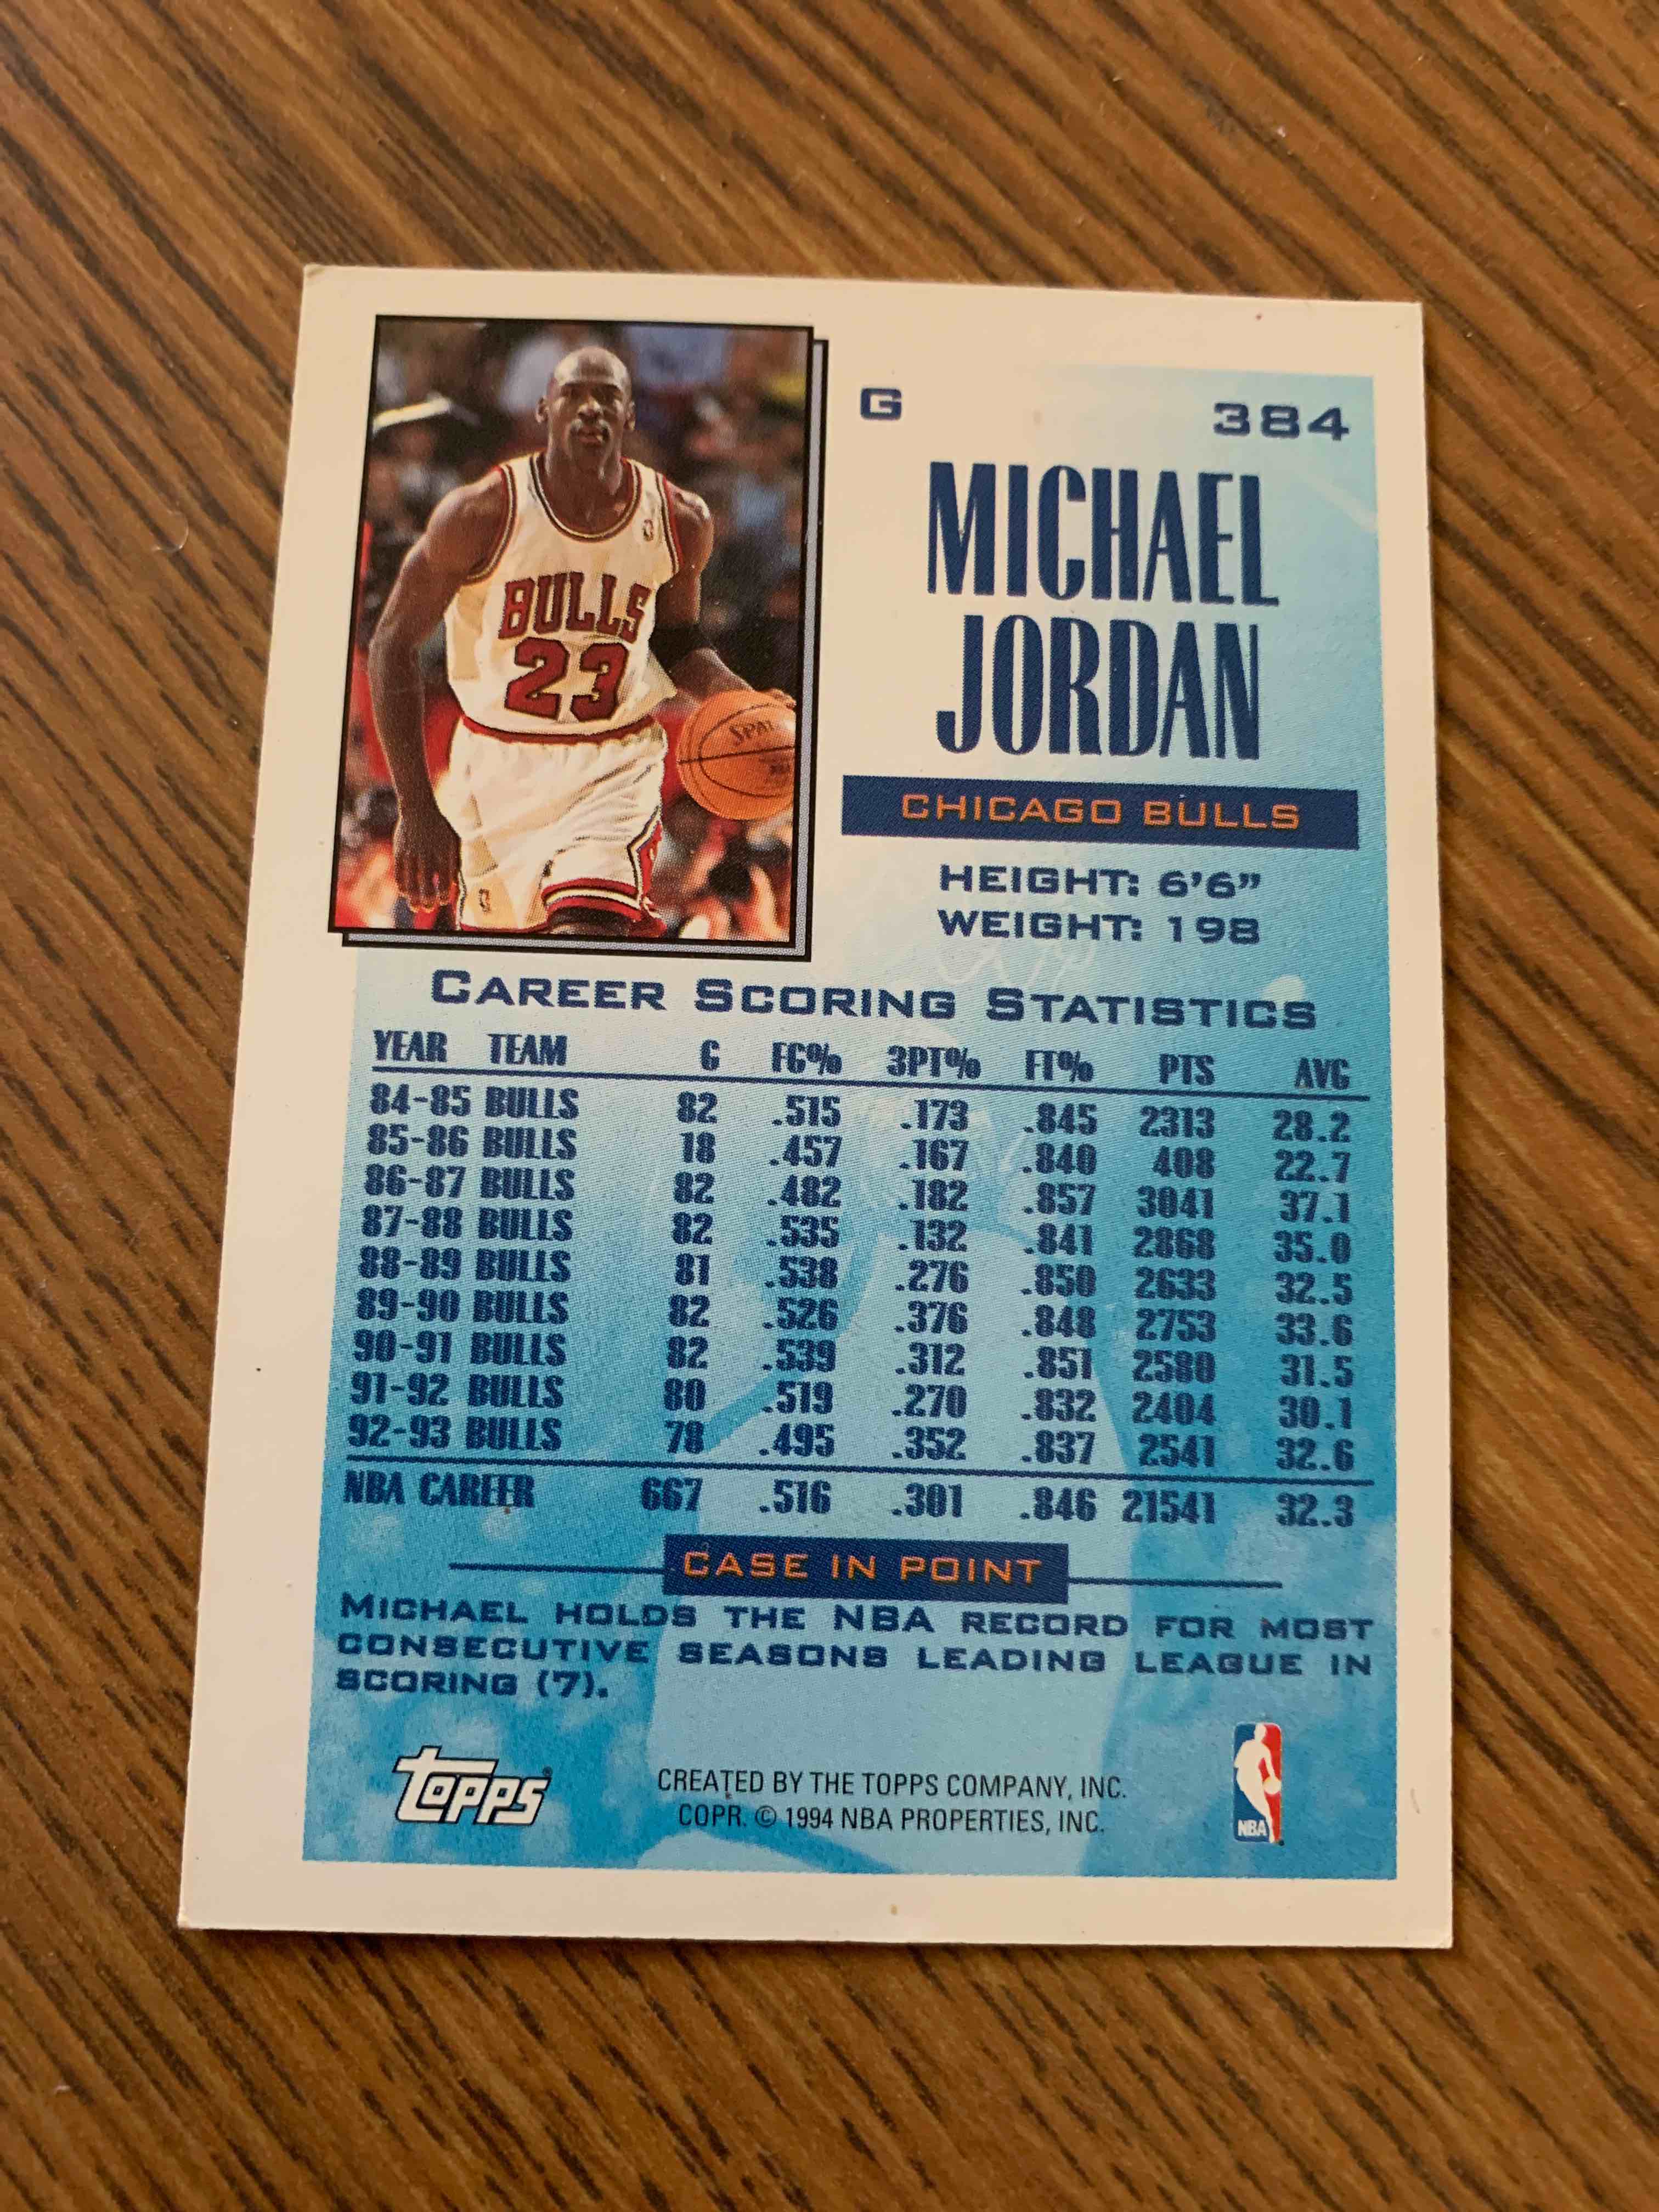 BULLS
23
SPAL
G 384
MICHAEL
JORDAN
CHICAGO BULLS
HEIGHT: 6'6"
WEIGHT: 198
CAREER SCORING STATISTICS
YEAR TEAM G FG% 3PT% FT% PTS AVG
84-85 BULLS 82 .515 .173 .845 2313 28.2
85-86 BULLS 18 .457 .167 .840 408 22.7
86-87 BULLS 82 .482 .182 .857 3041 37.1
87-88 BULLS 82 .535 .132 .841 2868 35.0
88-89 BULLS 81 .538 .276 .850 2633 32.5
89-90 BULLS 82 .526 .376 .848 2753 33.6
90-91 BULLS 82 .539 .312 .851 2580 31.5
91-92 BULLS 80 .519 .270 .832 2404 30.1
92-93 BULLS 78 .495 .352 .837 2541 32.6
NBA CAREER 667 .516 .301 .846 21541 32.3
CASE IN POINT
MICHAEL HOLDS THE NBA RECORD FOR MOST
CONSECUTIVE SEASONS LEADING LEAGUE IN
SCORING (7).
TOPPS®
CREATED BY THE TOPPS COMPANY, INC.
COPR. © 1994 NBA PROPERTIES, INC.
NBA